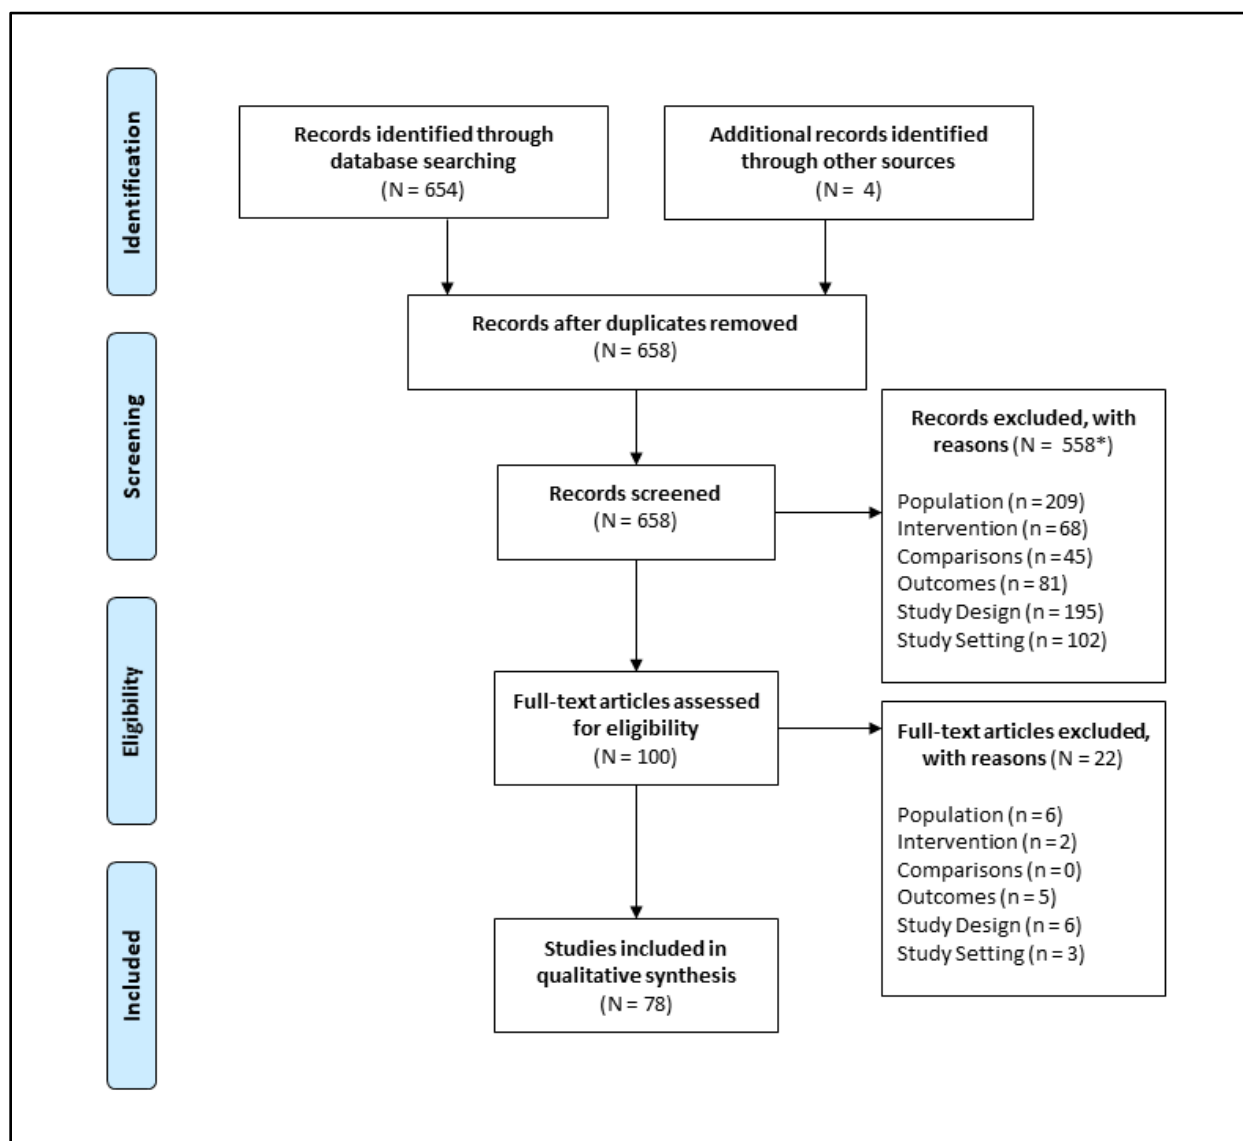 Identification
Records identified through
database searching
(N = 654)
Additional records identified
through other sources
(N = 4)
Records after duplicates removed
(N = 658)
Screening
Records screened
(N = 658)
Records excluded, with
reasons (N = 558*)
Population (n = 209)
Intervention (n = 68)
Comparisons (n = 45)
Outcomes (n = 81)
Study Design (n = 195)
Study Setting (n = 102)
Eligibility
Full-text articles assessed
for eligibility
(N = 100)
Full-text articles excluded,
with reasons (N = 22)
Population (n = 6)
Intervention (n = 2)
Comparisons (n = 0)
Outcomes (n = 5)
Study Design (n = 6)
Study Setting (n = 3)
Included
Studies included in
qualitative synthesis
(N = 78)